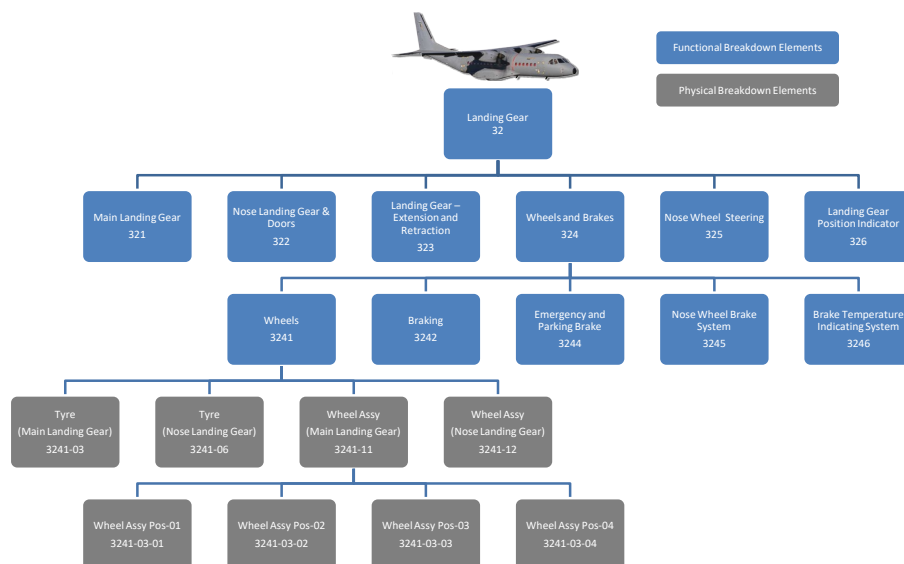 Functional Breakdown Elements
Physical Breakdown Elements
Landing Gear
32
Main Landing Gear
321
Nose Landing Gear &
Doors
322
Landing Gear –
Extension and
Retraction
323
Wheels and Brakes
324
Nose Wheel Steering
325
Landing Gear
Position Indicator
326
Wheels
3241
Braking
3242
Emergency and
Parking Brake
3244
Nose Wheel Brake
System
3245
Brake Temperature
Indicating System
3246
Tyre
(Main Landing Gear)
3241-03
Tyre
(Nose Landing Gear)
3241-06
Wheel Assy
(Main Landing Gear)
3241-11
Wheel Assy
(Nose Landing Gear)
3241-12
Wheel Assy Pos-01
3241-03-01
Wheel Assy Pos-02
3241-03-02
Wheel Assy Pos-03
3241-03-03
Wheel Assy Pos-04
3241-03-04